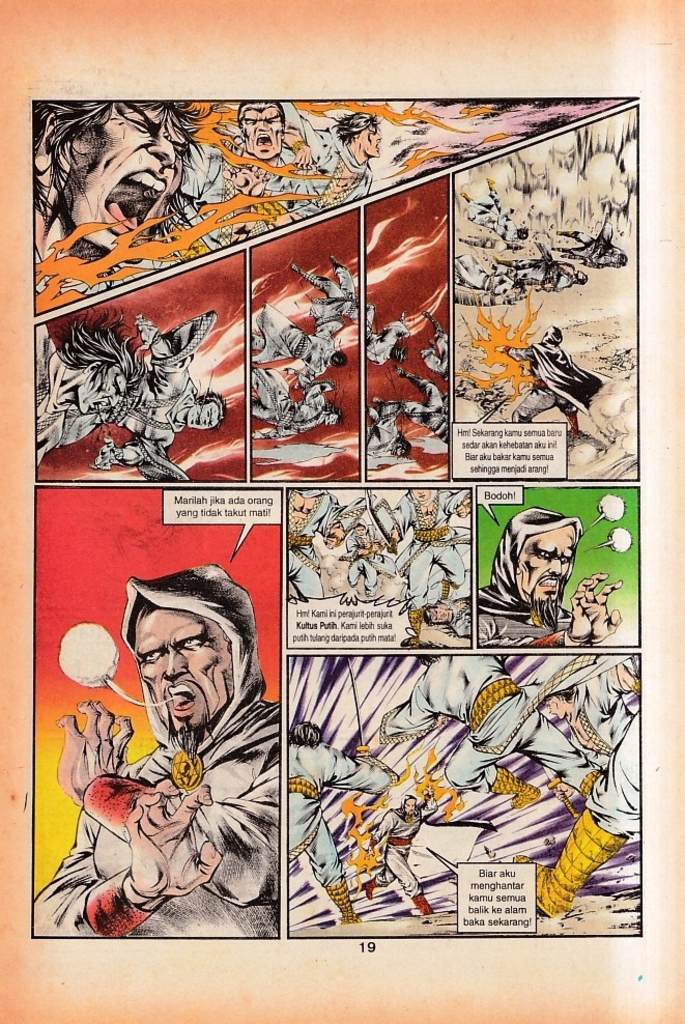 Hm! Sekarang kamu semua baru
sedar akan kehebatan aku ini!
Biar aku bakar kamu semua
sehingga menjadi arang!
Marilah jika ada orang
yang tidak takut mati!
Hm! Kami ini perajurit-perajurit
Kultus Putih. Kami lebih suka
putih tulang daripada putih mata!
Bodoh!
Biar aku
menghantar
kamu semua
balik ke alam
baka sekarang!
19